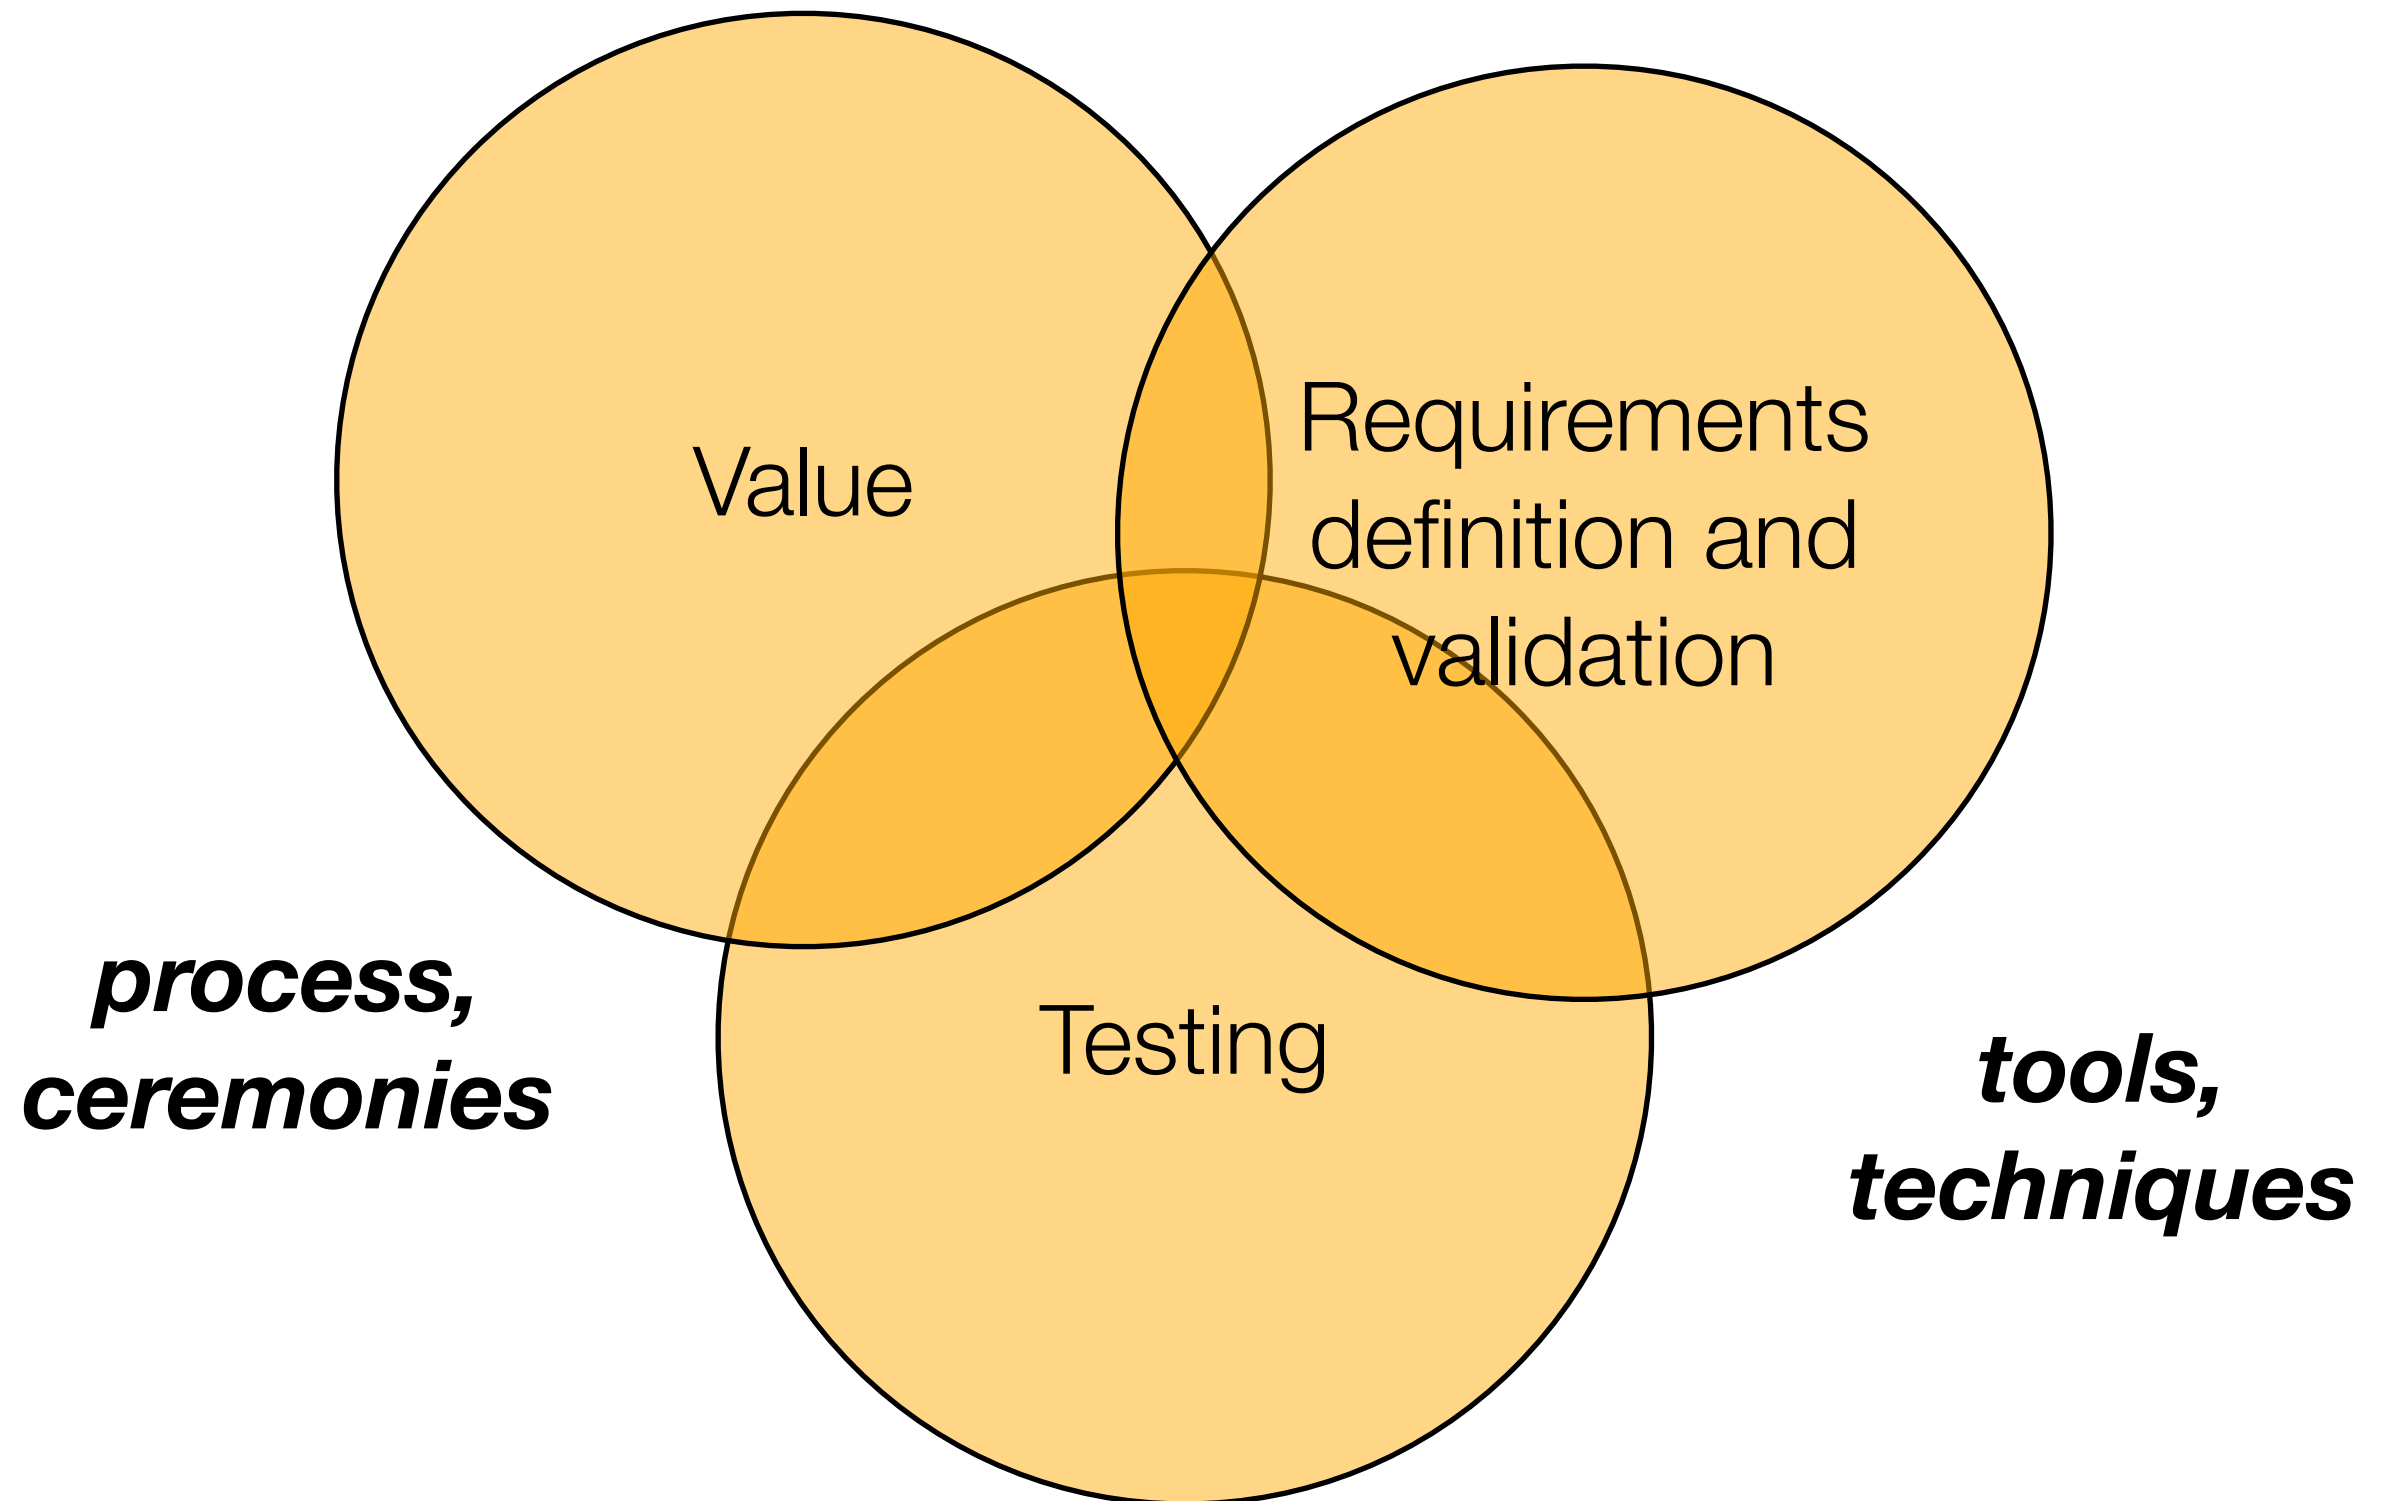 Value
Requirements
definition and
validation
Testing
process,
ceremonies
tools,
techniques